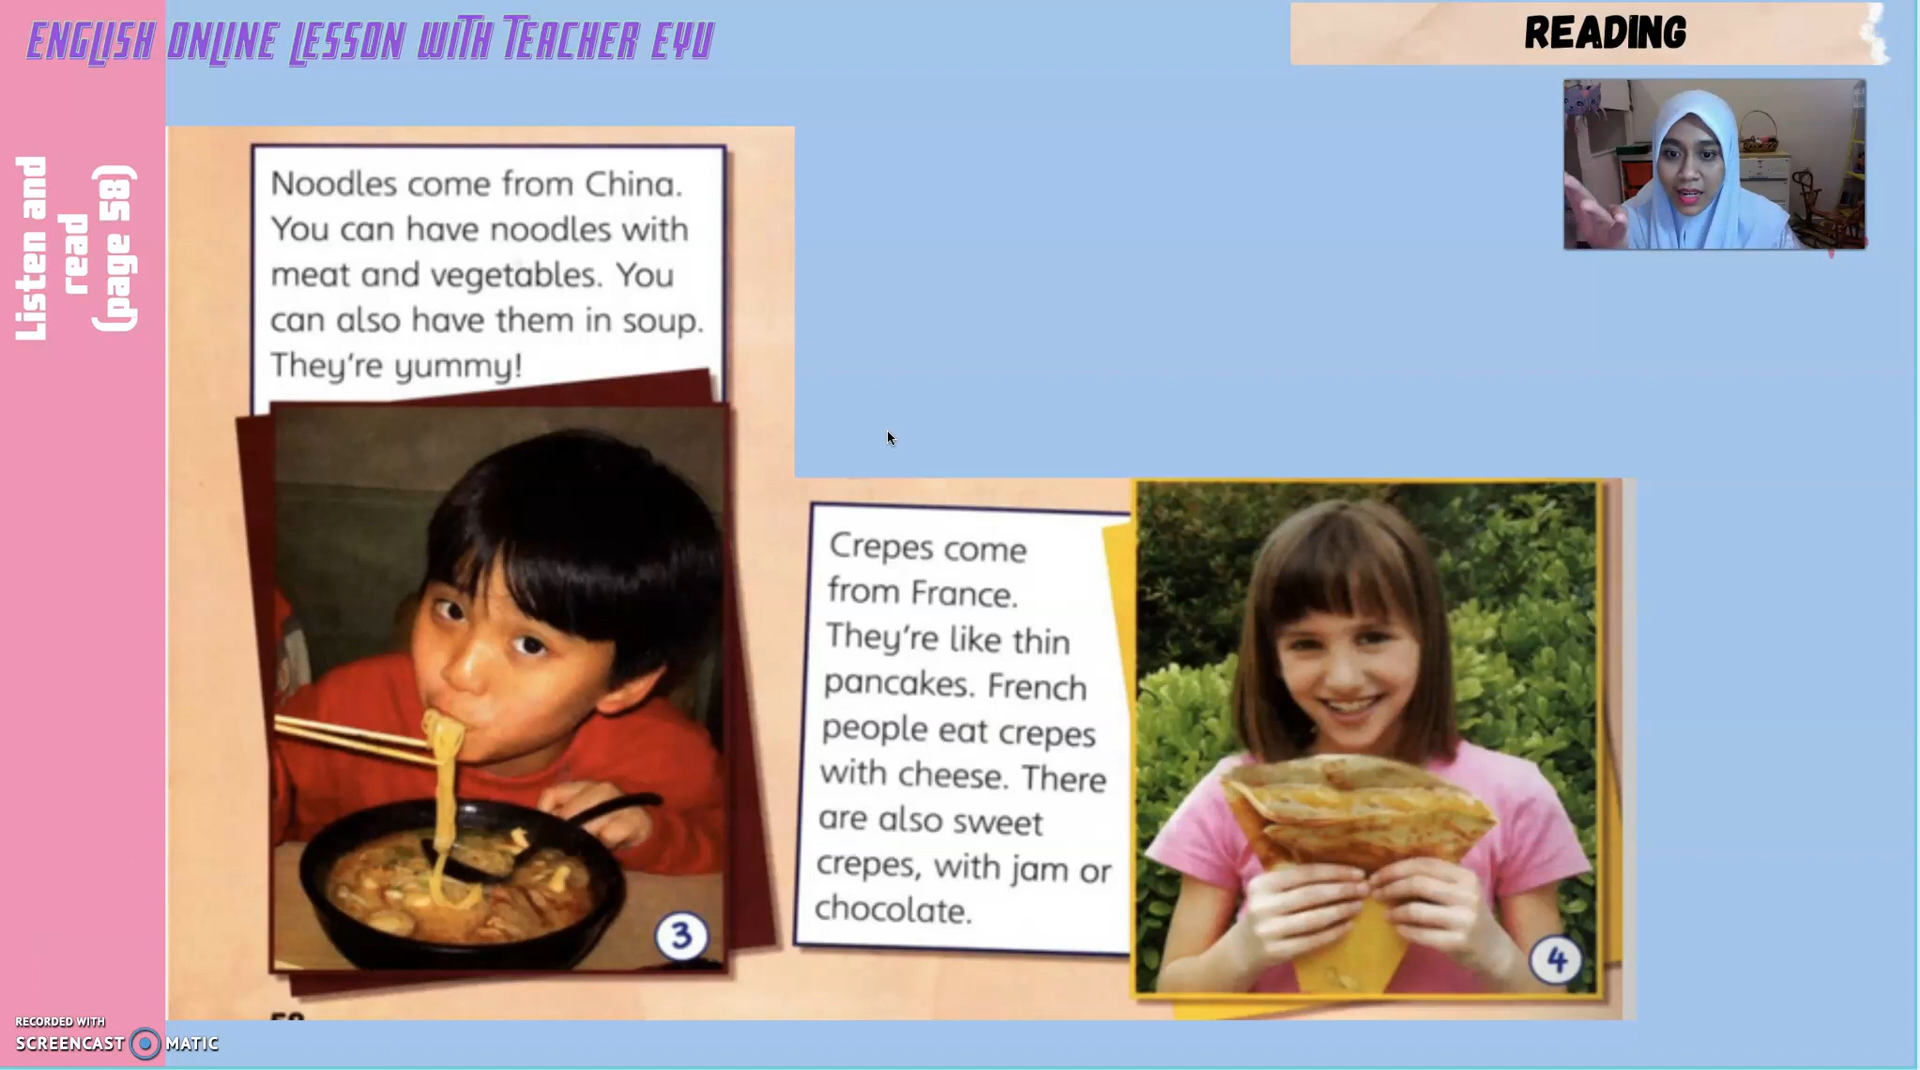 ENGLISH ONLINE LESSON WITH TEACHER EYU
READING
Listen and
read
(page 58)
Noodles come from China.
You can have noodles with
meat and vegetables. You
can also have them in soup.
They're yummy!
3
Crepes come
from France.
They're like thin
pancakes. French
people eat crepes
with cheese. There
are also sweet
crepes, with jam or
chocolate.
4
RECORDED WITH
SCREENCAST MATIC